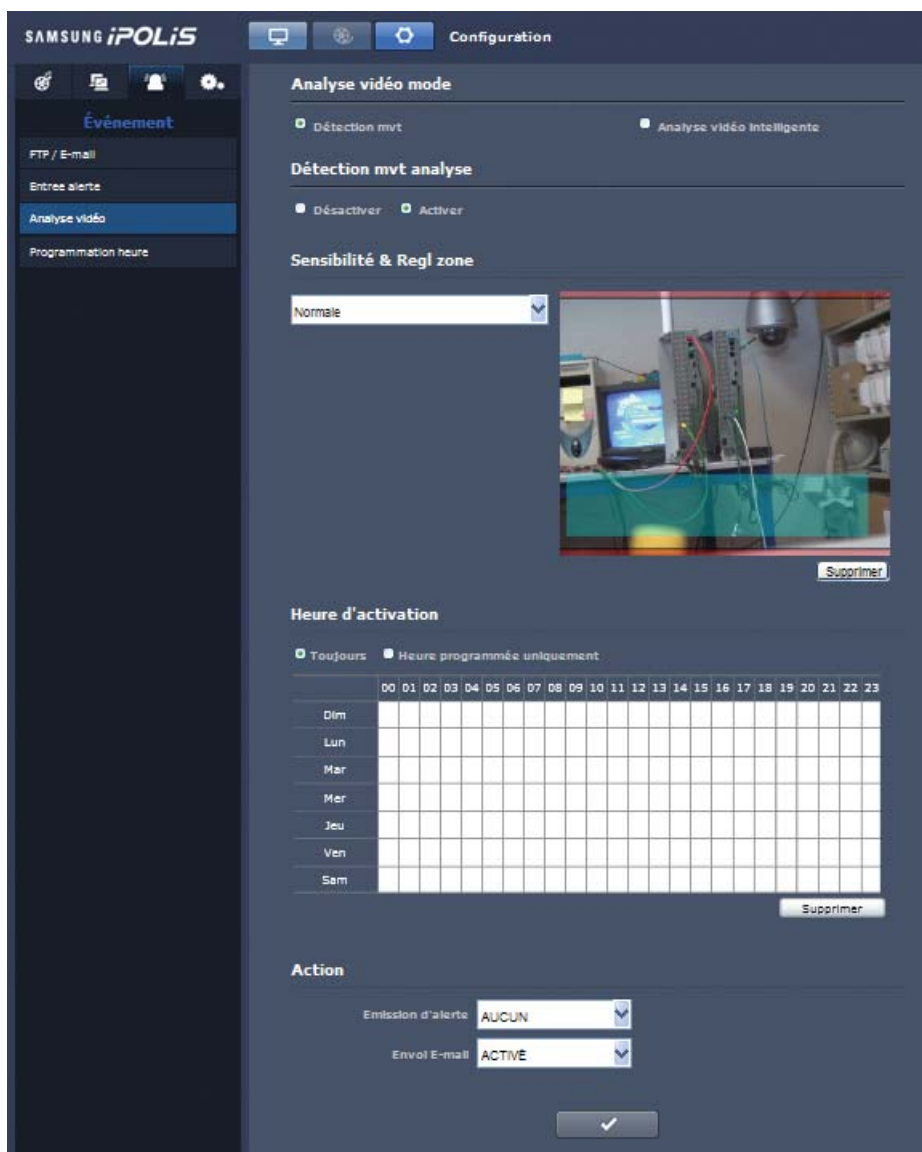 SAMSUNG iPOLiS
Configuration
Événement
FTP / E-mail
Entree alerte
Analyse vidéo
Programmation heure
Analyse vidéo mode
Détection mvt
Analyse vidéo intelligente
Détection mvt analyse
Désactiver
Activer
Sensibilité & Regl zone
Normale
Supprimer
Heure d'activation
Toujours
Heure programmée uniquement
00 01 02 03 04 05 06 07 08 09 10 11 12 13 14 15 16 17 18 19 20 21 22 23
Dim
Lun
Mar
Mer
Jeu
Ven
Sam
Supprimer
Action
Emission d'alerte AUCUN
Envoi E-mail ACTIVÉ